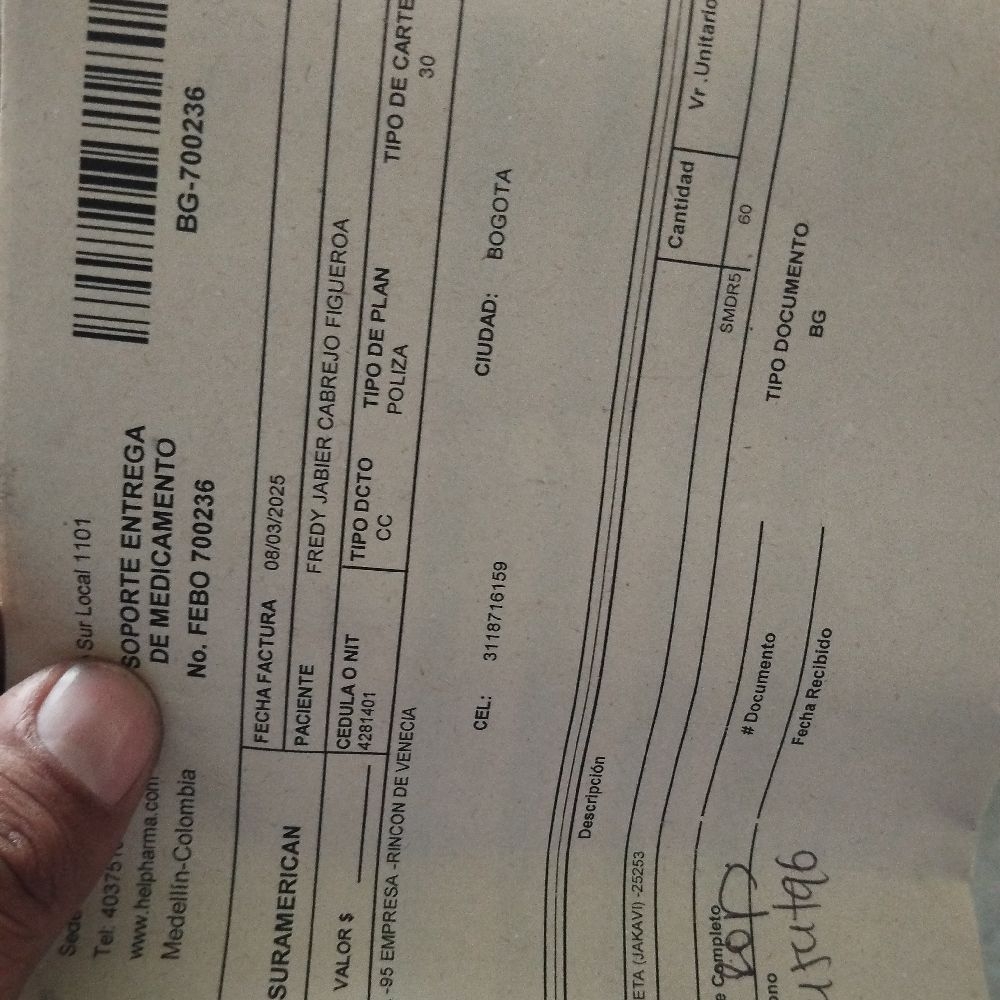 Sur Local 1101
Tel: 40375
www.helpharma.com
Medellín-Colombia
SOPORTE ENTREGA
DE MEDICAMENTO
No. FEBO 700236
BG-700236
SURAMERICAN
FECHA FACTURA 08/03/2025
PACIENTE FREDY JABIER CABREJO FIGUEROA
VALOR $
CEDULA O NIT TIPO DCTO TIPO DE PLAN TIPO DE CARTE
4281401 CC POLIZA 30
-95 EMPRESA -RINCON DE VENECIA
CEL: 3118716159 CIUDAD: BOGOTA
Descripción Cantidad Vr .Unitario
ETA (JAKAVI) -25253 SMDR5 60
e Completo # Documento TIPO DOCUMENTO
ono Fecha Recibido BG